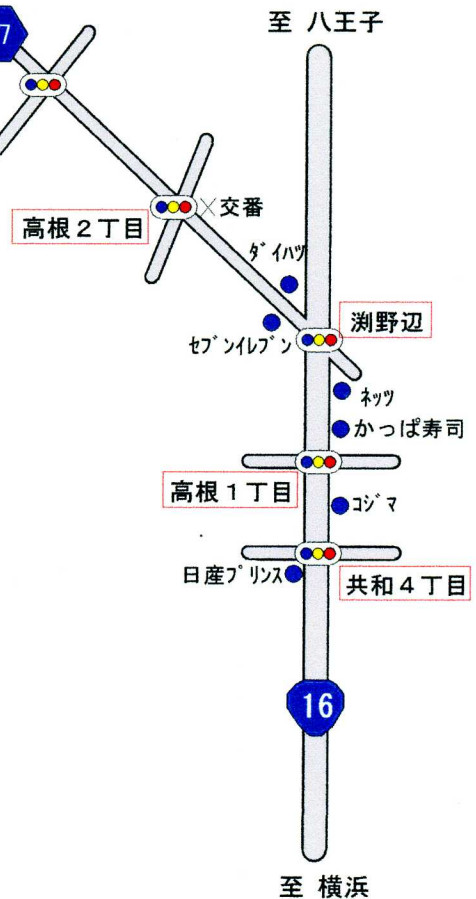 至 八王子
7
交番
高根２丁目
ﾀﾞｲﾊﾂ
渕野辺
ｾﾌﾞﾝｲﾚﾌﾞﾝ
ﾈｯﾂ
かっぱ寿司
高根１丁目
ｺｼﾞﾏ
日産ﾌﾟﾘﾝｽ
共和４丁目
16
至 横浜